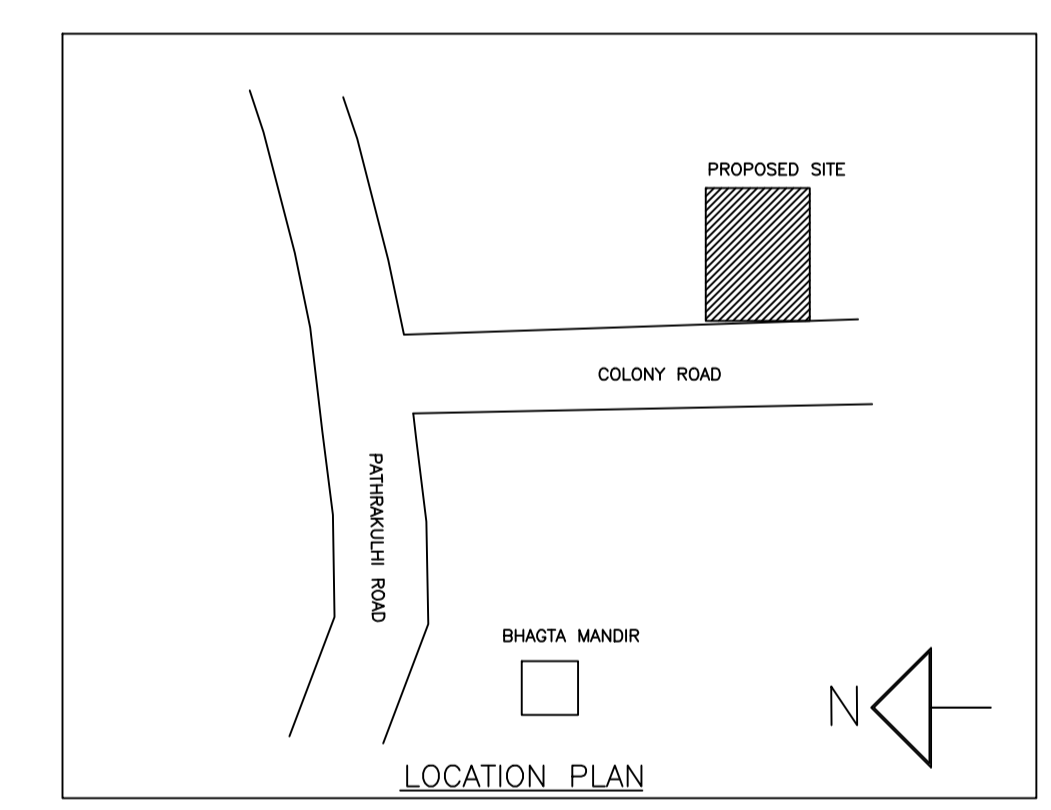 PROPOSED SITE
COLONY ROAD
PATHRAKULHI ROAD
BHAGTA MANDIR
N
LOCATION PLAN